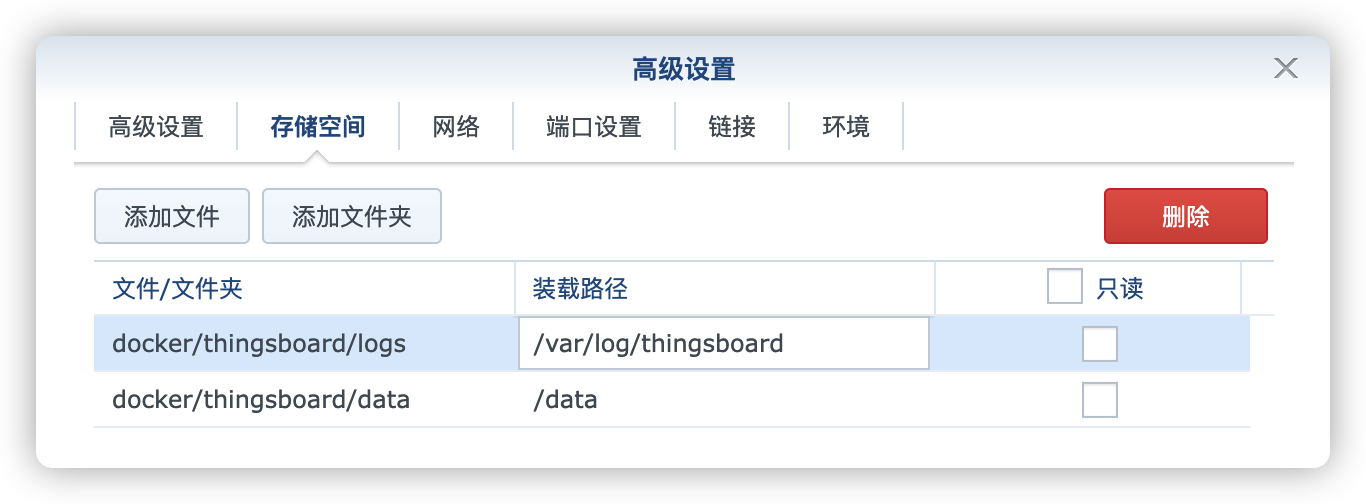 高级设置
高级设置 存储空间 网络 端口设置 链接 环境
添加文件 添加文件夹 删除
文件/文件夹 装载路径 只读
docker/thingsboard/logs /var/log/thingsboard
docker/thingsboard/data /data